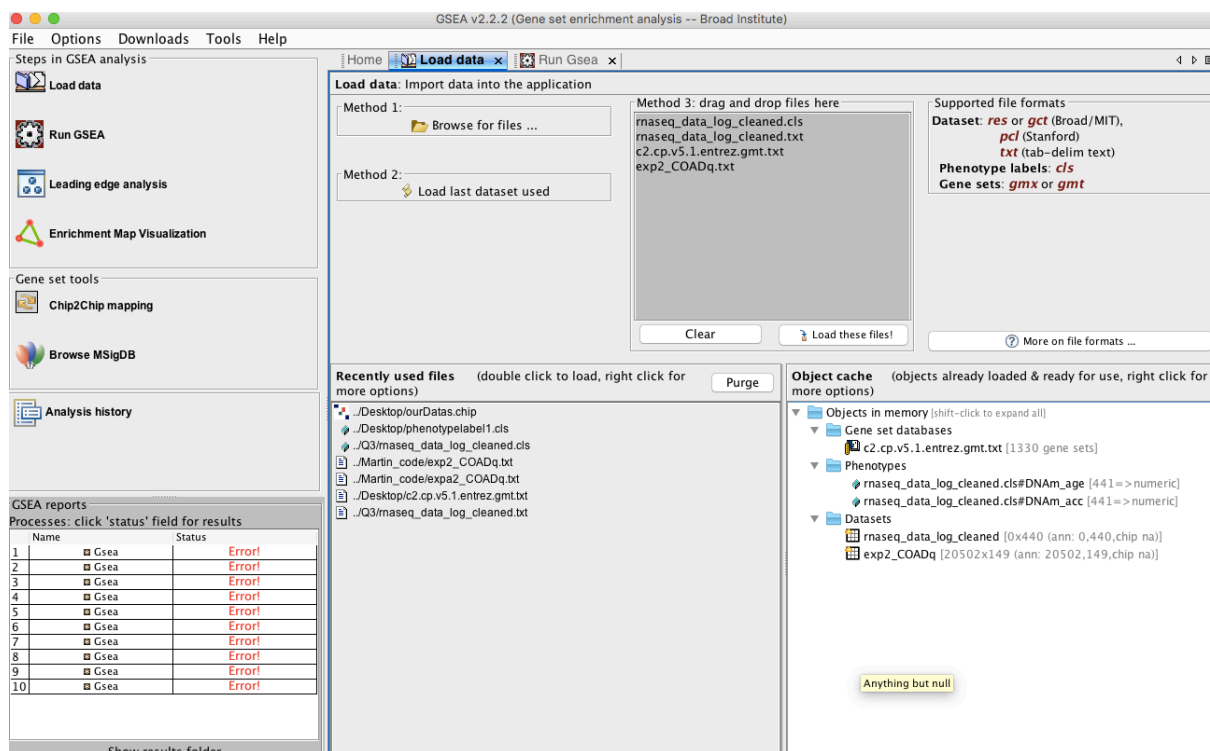 GSEA v2.2.2 (Gene set enrichment analysis -- Broad Institute)
File Options Downloads Tools Help
Steps in GSEA analysis
Load data
Run GSEA
Leading edge analysis
Enrichment Map Visualization
Gene set tools
Chip2Chip mapping
Browse MSigDB
Analysis history
GSEA reports
Processes: click 'status' field for results
Name Status
1 Gsea Error!
2 Gsea Error!
3 Gsea Error!
4 Gsea Error!
5 Gsea Error!
6 Gsea Error!
7 Gsea Error!
8 Gsea Error!
9 Gsea Error!
10 Gsea Error!
Show results folder
Home Load data x Run Gsea x
Load data: Import data into the application
Method 1:
Browse for files ...
Method 2:
Load last dataset used
Method 3: drag and drop files here
rnaseq_data_log_cleaned.cls
rnaseq_data_log_cleaned.txt
c2.cp.v5.1.entrez.gmt.txt
exp2_COADq.txt
Clear
Load these files!
Supported file formats
Dataset: res or gct (Broad/MIT),
pcl (Stanford)
txt (tab-delim text)
Phenotype labels: cls
Gene sets: gmx or gmt
More on file formats ...
Recently used files (double click to load, right click for
more options)
Purge
../Desktop/ourDatas.chip
../Desktop/phenotypelabel1.cls
../Q3/rnaseq_data_log_cleaned.cls
../Martin_code/exp2_COADq.txt
../Martin_code/expa2_COADq.txt
../Desktop/c2.cp.v5.1.entrez.gmt.txt
../Q3/rnaseq_data_log_cleaned.txt
Object cache (objects already loaded & ready for use, right click for
more options)
Objects in memory [shift-click to expand all]
Gene set databases
c2.cp.v5.1.entrez.gmt.txt [1330 gene sets]
Phenotypes
rnaseq_data_log_cleaned.cls#DNAm_age [441=>numeric]
rnaseq_data_log_cleaned.cls#DNAm_acc [441=>numeric]
Datasets
rnaseq_data_log_cleaned [0x440 (ann: 0,440,chip na)]
exp2_COADq [20502x149 (ann: 20502,149,chip na)]
Anything but null